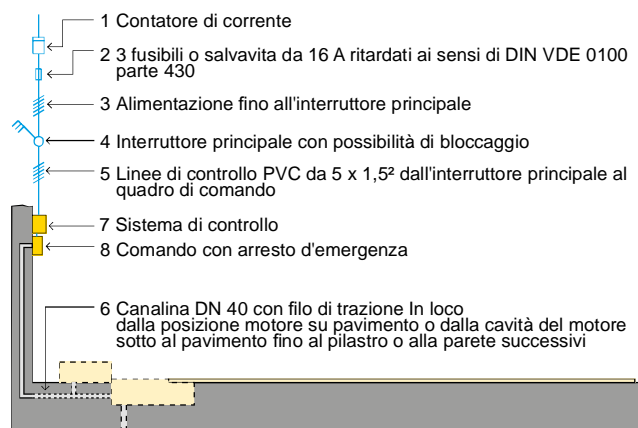 1 Contatore di corrente
2 3 fusibili o salvavita da 16 A ritardati ai sensi di DIN VDE 0100
parte 430
3 Alimentazione fino all'interruttore principale
4 Interruttore principale con possibilità di bloccaggio
5 Linee di controllo PVC da 5 x 1,5² dall'interruttore principale al
quadro di comando
7 Sistema di controllo
8 Comando con arresto d'emergenza
6 Canalina DN 40 con filo di trazione In loco
dalla posizione motore su pavimento o dalla cavità del motore
sotto al pavimento fino al pilastro o alla parete successivi